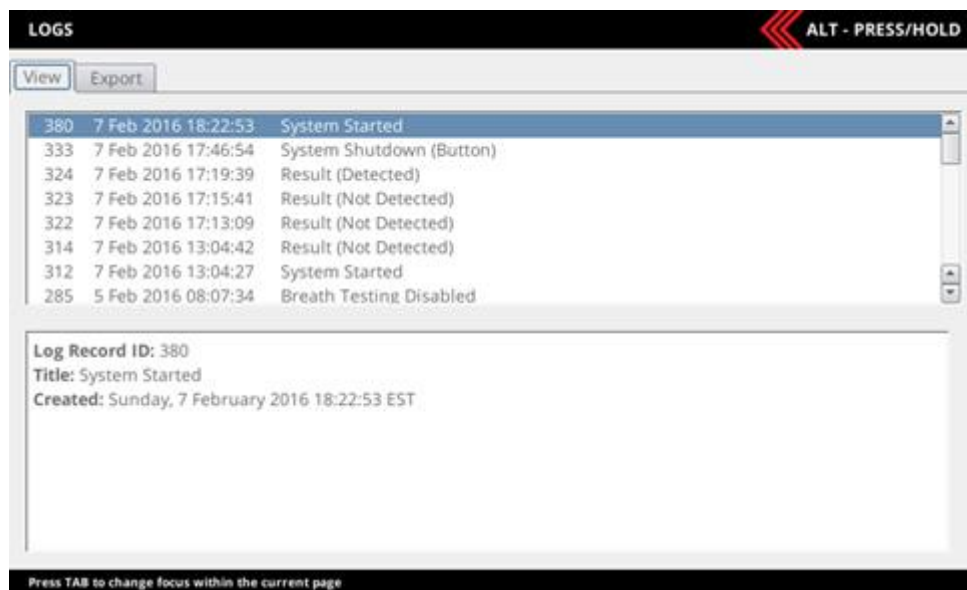 LOGS
ALT - PRESS/HOLD
View Export
380 7 Feb 2016 18:22:53 System Started
333 7 Feb 2016 17:46:54 System Shutdown (Button)
324 7 Feb 2016 17:19:39 Result (Detected)
323 7 Feb 2016 17:15:41 Result (Not Detected)
322 7 Feb 2016 17:13:09 Result (Not Detected)
314 7 Feb 2016 13:04:42 Result (Not Detected)
312 7 Feb 2016 13:04:27 System Started
285 5 Feb 2016 08:07:34 Breath Testing Disabled
Log Record ID: 380
Title: System Started
Created: Sunday, 7 February 2016 18:22:53 EST
Press TAB to change focus within the current page